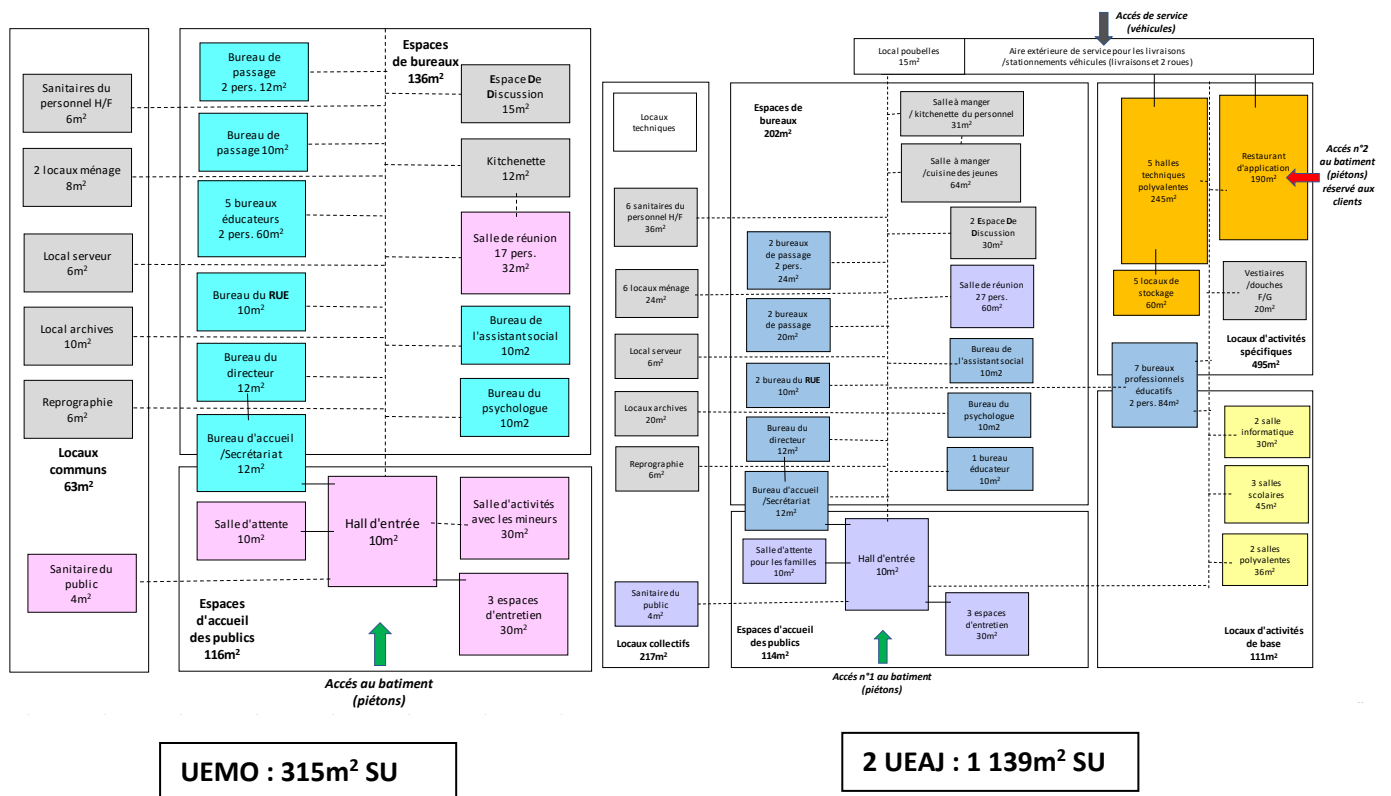 Sanitaires du
personnel H/F
6m²
2 locaux ménage
8m²
Local serveur
6m²
Local archives
10m²
Reprographie
6m²
Locaux
communs
63m²
Sanitaire du
public
4m²
Espaces
de bureaux
136m²
Bureau de
passage
2 pers. 12m²
Bureau de
passage 10m²
5 bureaux
éducateurs
2 pers. 60m²
Bureau du RUE
10m²
Bureau du
directeur
12m²
Bureau d'accueil
/Secrétariat
12m²
Espace De
Discussion
15m²
Kitchenette
12m²
Salle de réunion
17 pers.
32m²
Bureau de
l'assistant social
10m2
Bureau du
psychologue
10m2
Salle d'attente
10m²
Hall d'entrée
10m²
Salle d'activités
avec les mineurs
30m²
3 espaces
d'entretien
30m²
Espaces
d'accueil
des publics
116m²
Accés au batiment
(piétons)
UEMO : 315m² SU
Accés de service
(véhicules)
Local poubelles
15m²
Aire extérieure de service pour les livraisons
/stationnements véhicules (livraisons et 2 roues)
Locaux
techniques
6 sanitaires du
personnel H/F
36m²
6 locaux ménage
24m²
Local serveur
6m²
Locaux archives
20m²
Reprographie
6m²
Sanitaire du
public
4m²
Locaux collectifs
217m²
Espaces de
bureaux
202m²
Salle à manger
/ kitchenette du personnel
31m²
Salle à manger
/cuisine des jeunes
64m²
2 Espace De
Discussion
30m²
2 bureaux
de passage
2 pers.
24m²
2 bureaux
de passage
20m²
2 bureau du RUE
10m²
Bureau du
directeur
12m²
Bureau d'accueil
/Secrétariat
12m²
Salle de réunion
27 pers.
60m²
Bureau de
l'assistant social
10m2
Bureau du
psychologue
10m2
1 bureau
éducateur
10m²
Salle d'attente
pour les familles
10m²
Hall d'entrée
10m²
3 espaces
d'entretien
30m²
Espaces d'accueil
des publics
114m²
Accés n°1 au batiment
(piétons)
5 halles
techniques
polyvalentes
245m²
Restaurant
d'application
190m²
Accés n°2
au batiment
(piétons)
réservé aux
clients
5 locaux de
stockage
60m²
Vestiaires
/douches
F/G
20m²
Locaux d'activités
spécifiques
495m²
7 bureaux
professionnels
éducatifs
2 pers. 84m²
2 salle
informatique
30m²
3 salles
scolaires
45m²
2 salles
polyvalentes
36m²
Locaux d'activités
de base
111m²
2 UEAJ : 1 139m² SU